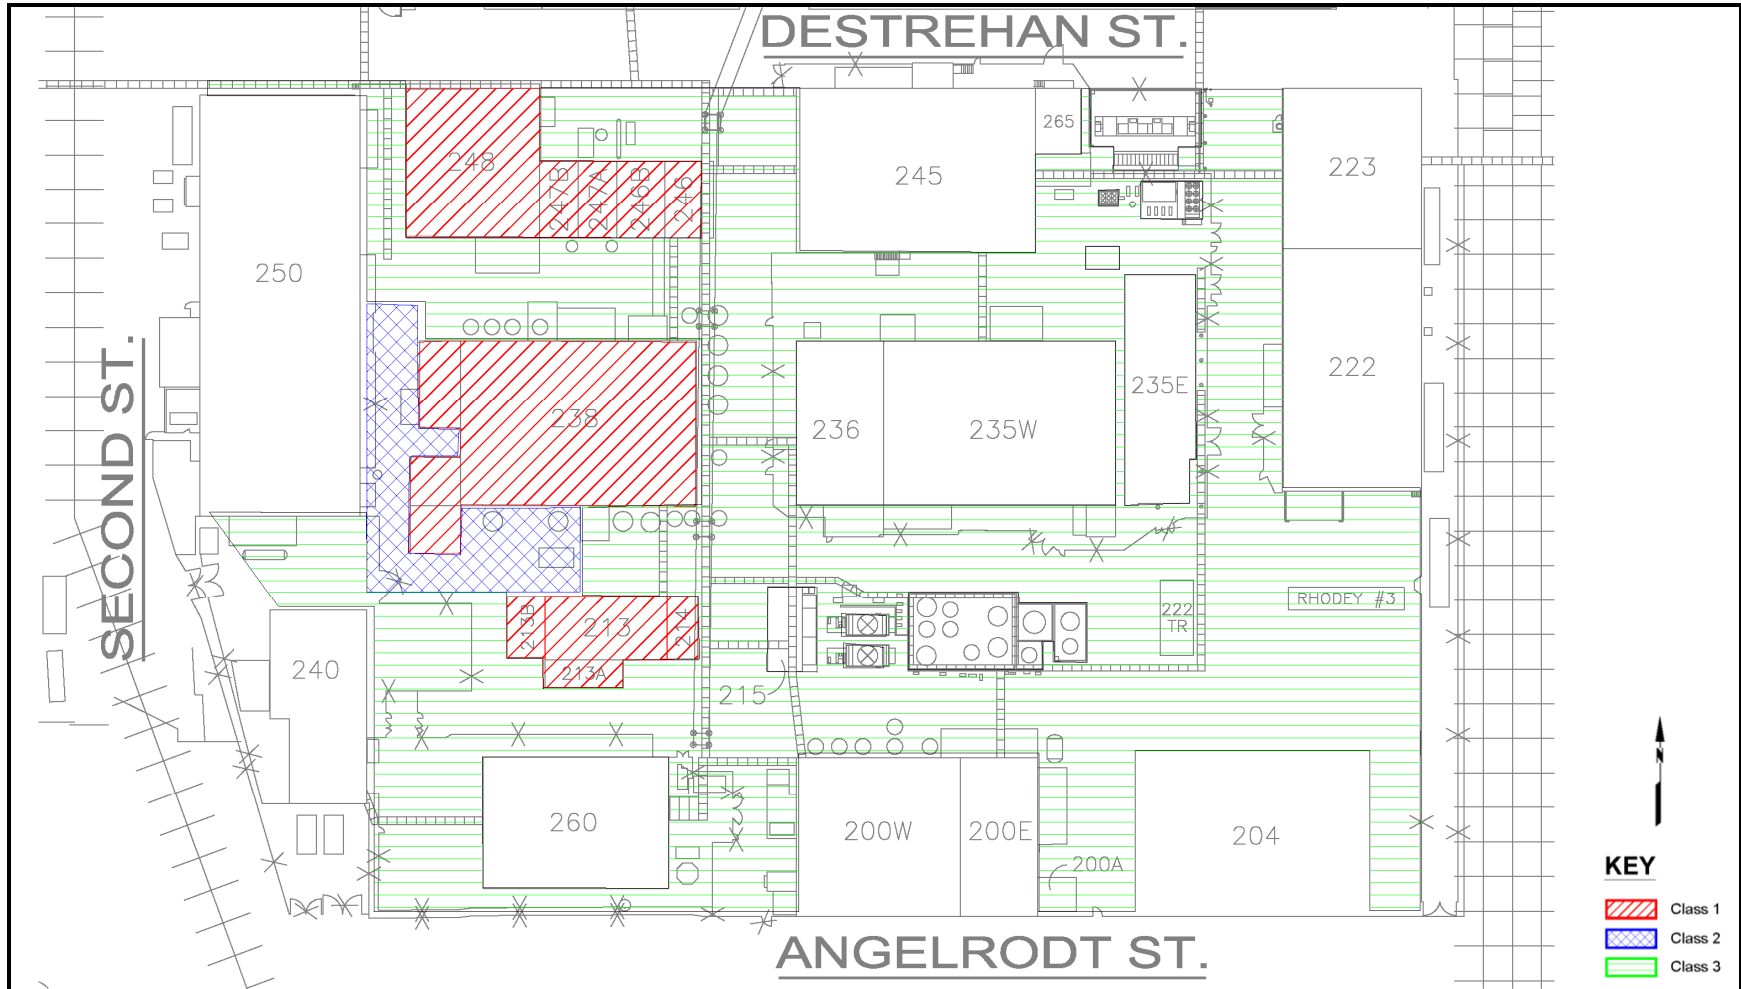 DESTREHAN ST.
265
248
247B
247A
246B
246
245
223
250
222
235E
238
236
235W
SECOND ST.
RHODEY #3
222
TR
213B
213
214
213A
240
215
260
200W
200E
204
200A
N
KEY
Class 1
Class 2
Class 3
ANGELRODT ST.